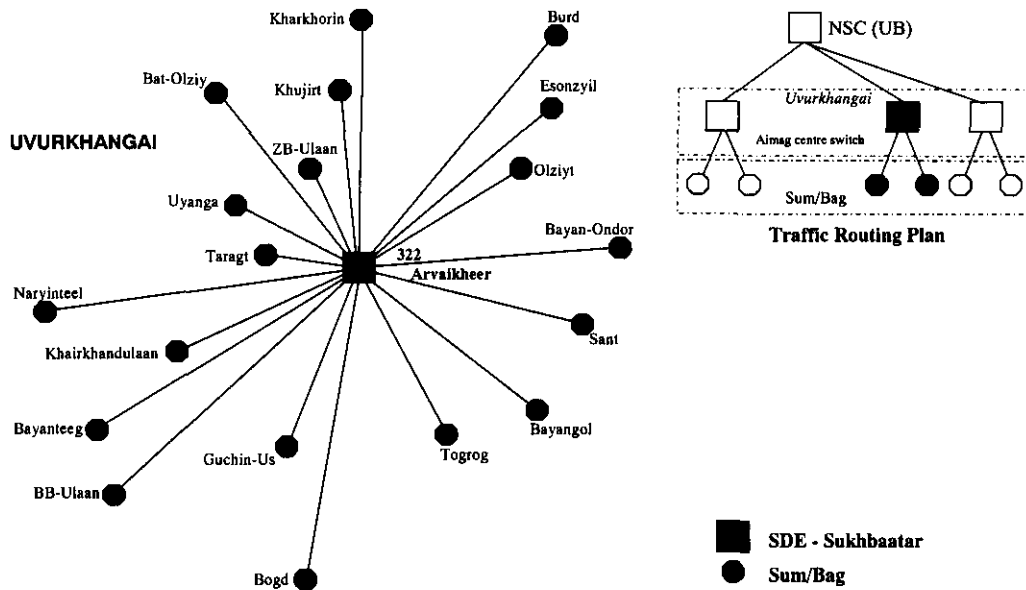 Kharkhorin
Burd
NSC (UB)
Bat-Olziy
Khujirt
Esonzyil
Uvurkhangai
UVURKHANGAI
Aimag centre switch
ZB-Ulaan
Olziyt
Sum/Bag
Uyanga
Bayan-Ondor
Traffic Routing Plan
Taragt
322
Arvaikheer
Naryinteel
Sant
Khairkhandulaan
Bayanteeg
Bayangol
Guchin-Us
Togrog
BB-Ulaan
SDE - Sukhbaatar
Bogd
Sum/Bag